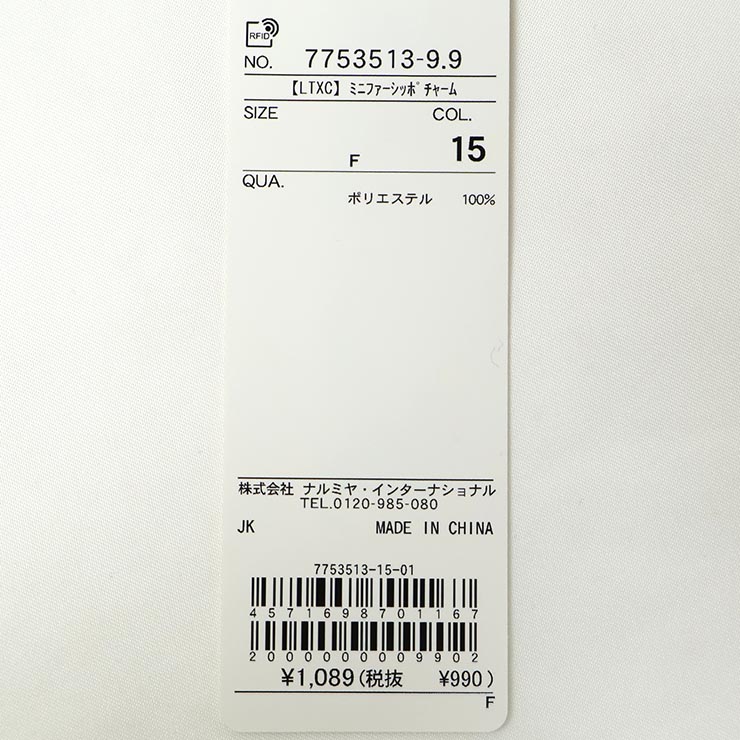 RFID
NO. 7753513-9.9
【LTXC】ﾐﾆﾌｧｰｼｯﾎﾟﾁｬｰﾑ
SIZE COL.
F 15
QUA.
ポリエステル 100%
株式会社 ナルミヤ・インターナショナル
TEL.0120-985-080
JK MADE IN CHINA
7753513-15-01
4571698701167
2000000009902
¥1,089(税抜 ¥990)
F